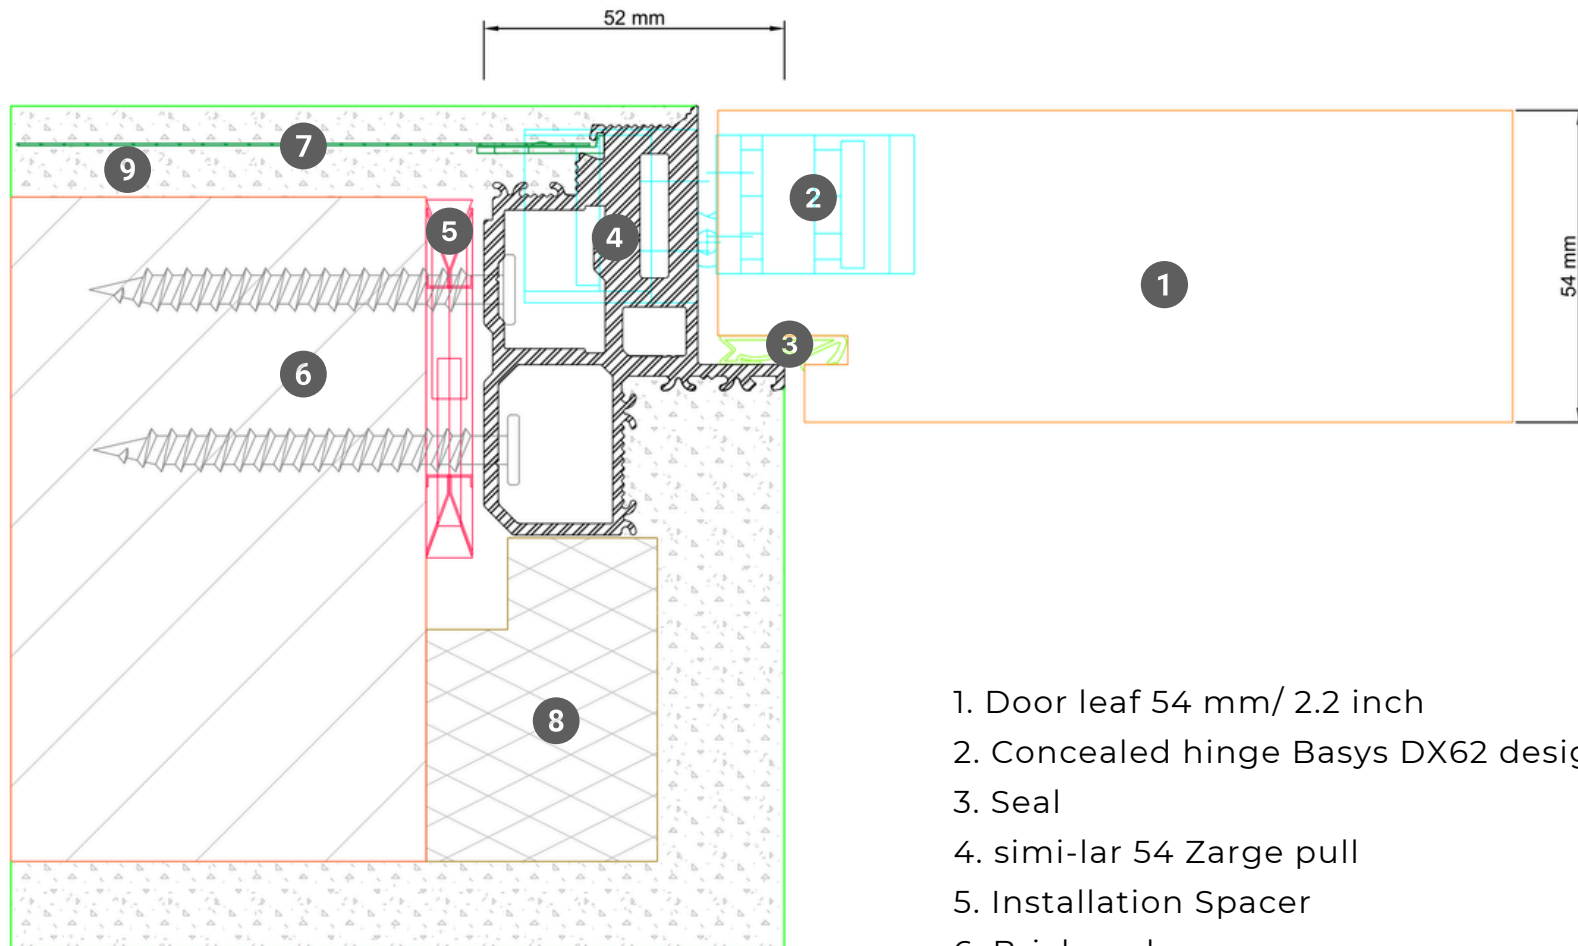 52 mm
7
9
5
4
2
1
54 mm
3
6
8
1. Door leaf 54 mm/ 2.2 inch
2. Concealed hinge Basys DX62
3. Seal
4. simi-lar 54 Zarge pull
5. Installation Spacer